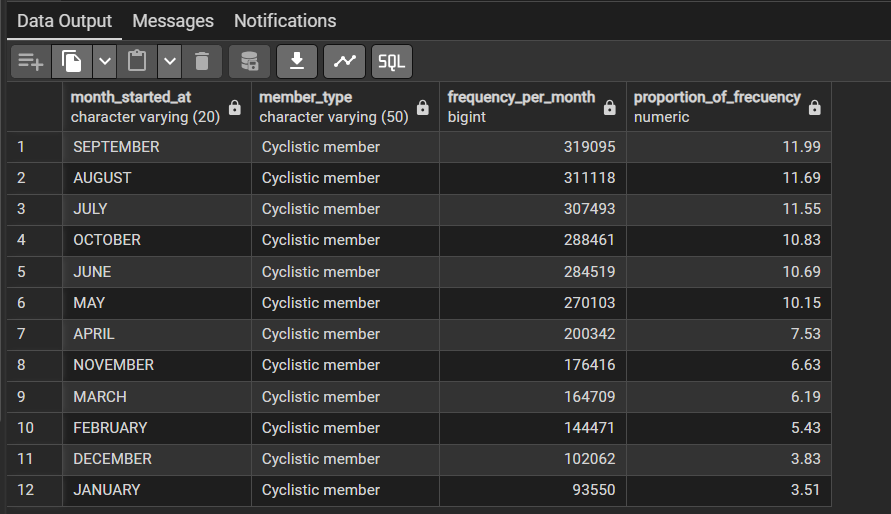 Data Output Messages Notifications
SQL
month_started_at member_type frequency_per_month proportion_of_frecuency
character varying (20) character varying (50) bigint numeric
1 SEPTEMBER Cyclistic member 319095 11.99
2 AUGUST Cyclistic member 311118 11.69
3 JULY Cyclistic member 307493 11.55
4 OCTOBER Cyclistic member 288461 10.83
5 JUNE Cyclistic member 284519 10.69
6 MAY Cyclistic member 270103 10.15
7 APRIL Cyclistic member 200342 7.53
8 NOVEMBER Cyclistic member 176416 6.63
9 MARCH Cyclistic member 164709 6.19
10 FEBRUARY Cyclistic member 144471 5.43
11 DECEMBER Cyclistic member 102062 3.83
12 JANUARY Cyclistic member 93550 3.51